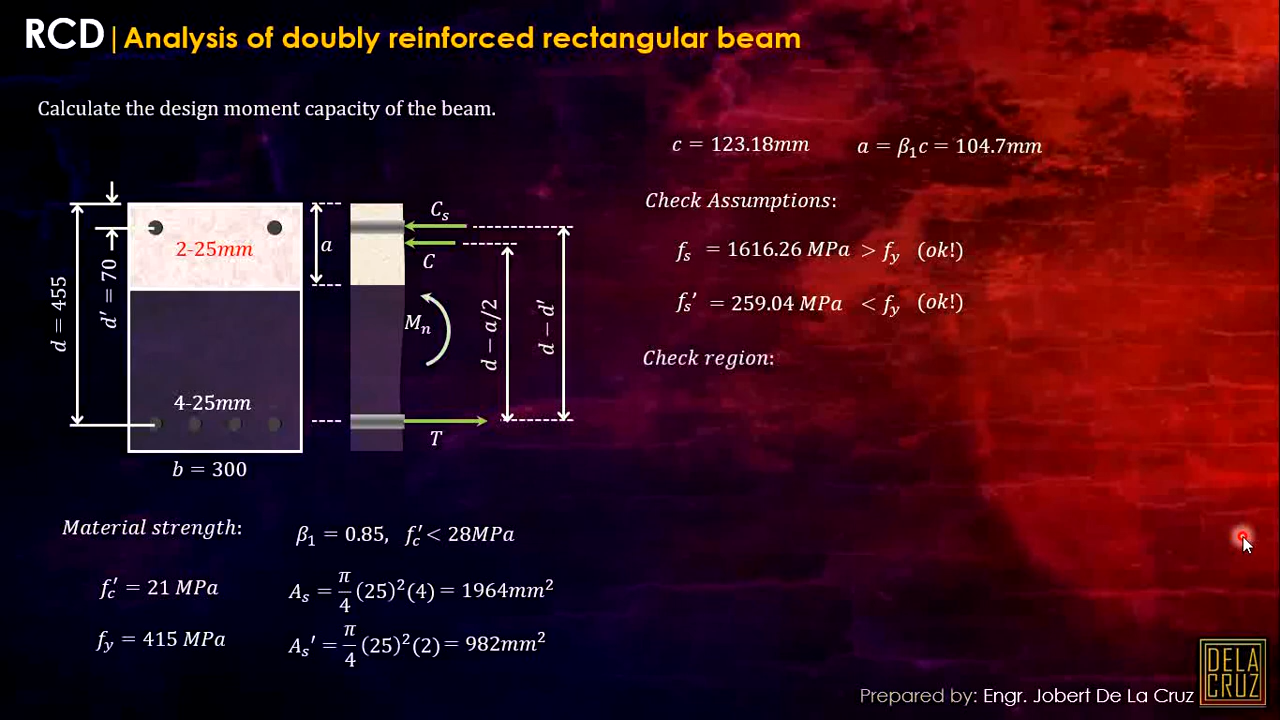 RCD|Analysis of doubly reinforced rectangular beam
Calculate the design moment capacity of the beam.
c = 123.18mm
a = β₁c = 104.7mm
Check Assumptions:
fₛ = 1616.26 MPa > f_y (ok!)
fₛ' = 259.04 MPa < f_y (ok!)
Check region:
d = 455
d' = 70
2-25mm
a
Cₛ
C
Mₙ
d − a/2
d − d'
4-25mm
T
b = 300
Material strength:
β₁ = 0.85, f_c' < 28MPa
f_c' = 21 MPa
Aₛ = π/4 (25)²(4) = 1964mm²
f_y = 415 MPa
Aₛ' = π/4 (25)²(2) = 982mm²
DELA
CRUZ
Prepared by: Engr. Jobert De La Cruz